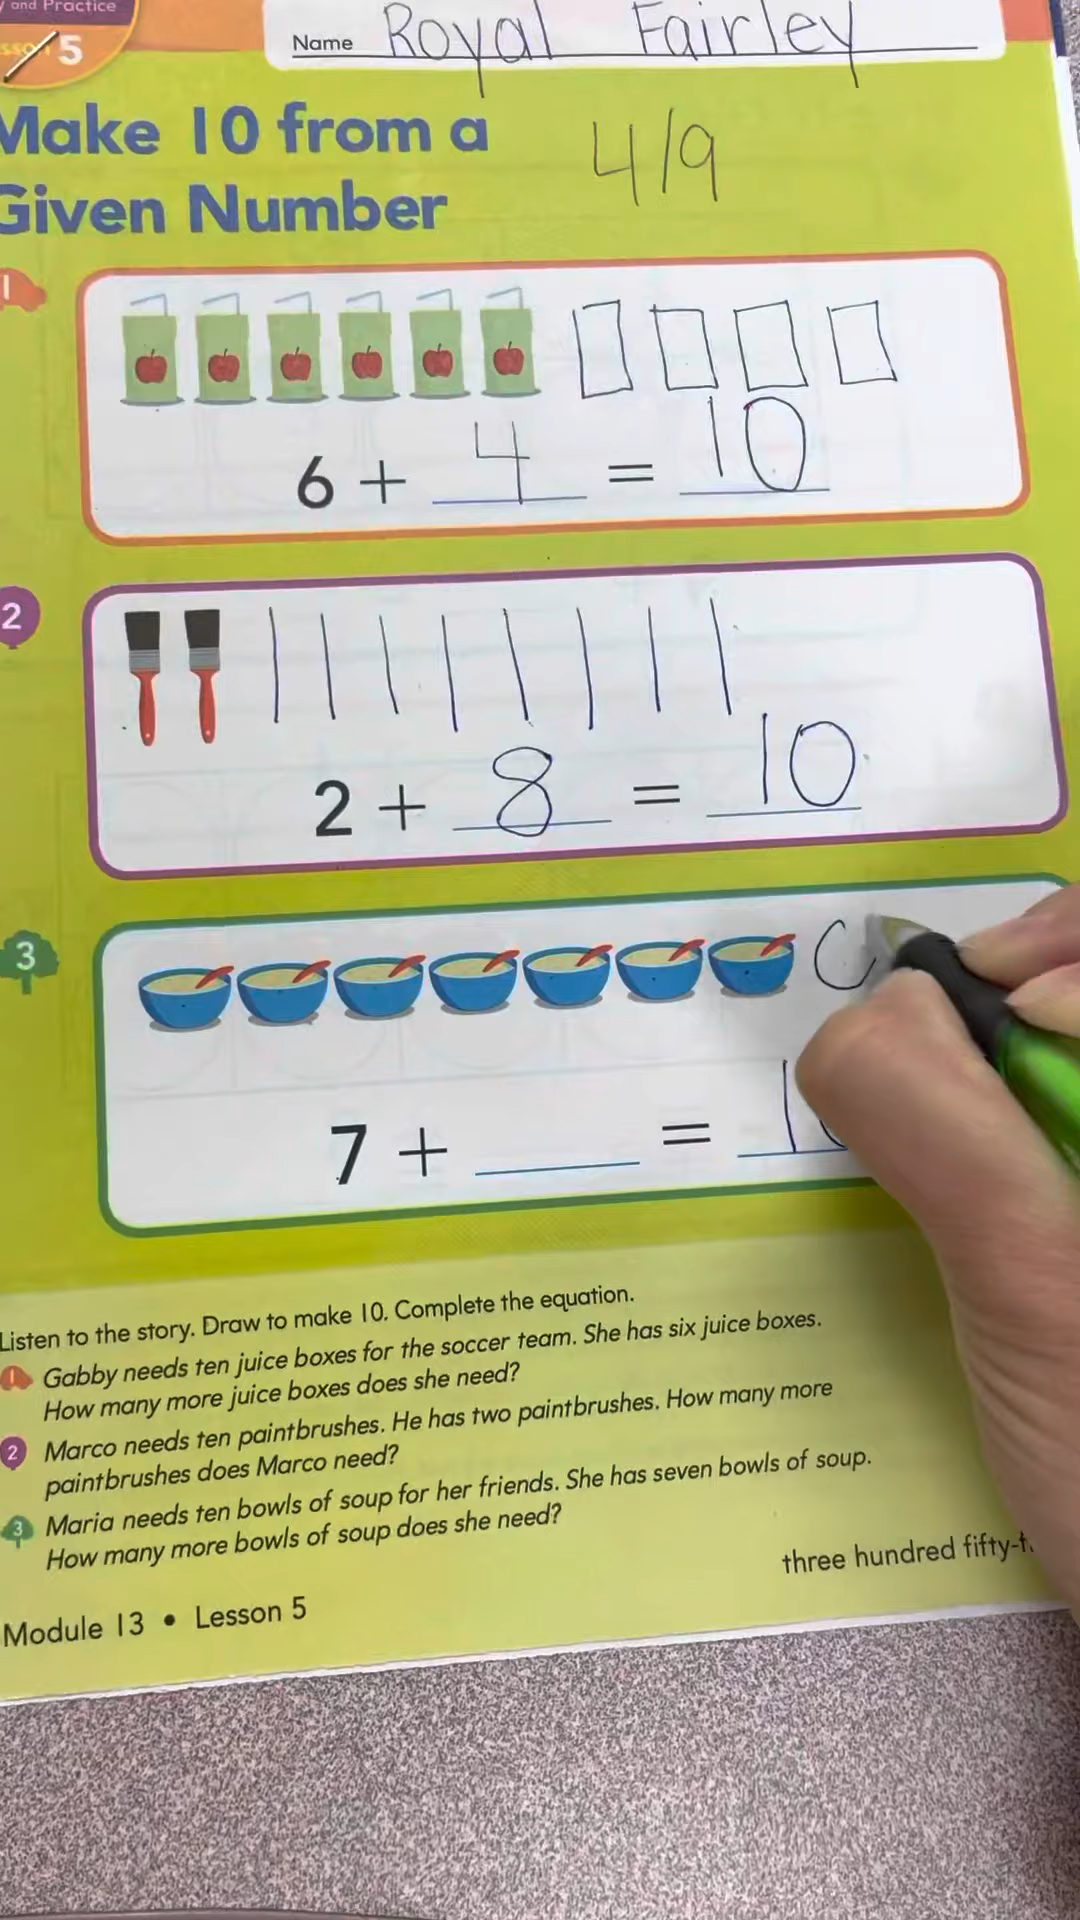 and Practice
5
Name Royal Fairley
Make 10 from a
Given Number
4/9
1
6 + 4 = 10
2
2 + 8 = 10
3
7 + ___ =
Listen to the story. Draw to make 10. Complete the equation.
1 Gabby needs ten juice boxes for the soccer team. She has six juice boxes.
How many more juice boxes does she need?
2 Marco needs ten paintbrushes. He has two paintbrushes. How many more
paintbrushes does Marco need?
3 Maria needs ten bowls of soup for her friends. She has seven bowls of soup.
How many more bowls of soup does she need?
three hundred
Module 13 • Lesson 5